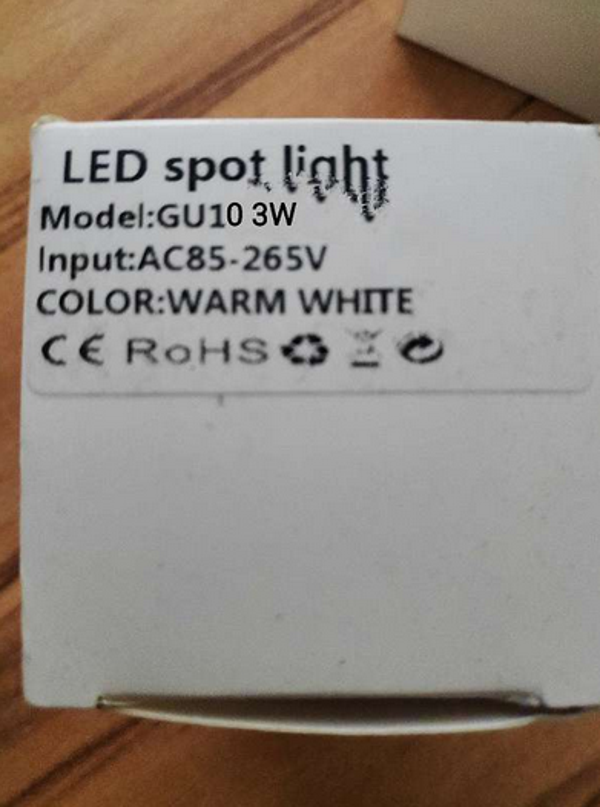 LED spot light
Model:GU10 3W
Input:AC85-265V
COLOR:WARM WHITE
CE RoHS